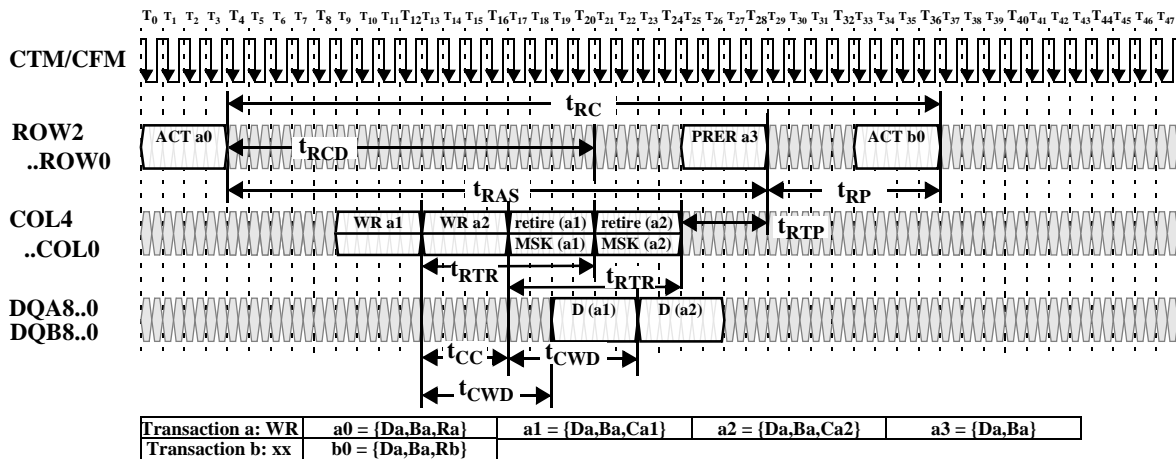 T0 T1 T2 T3 T4 T5 T6 T7 T8 T9 T10 T11 T12 T13 T14 T15 T16 T17 T18 T19 T20 T21 T22 T23 T24 T25 T26 T27 T28 T29 T30 T31 T32 T33 T34 T35 T36 T37 T38 T39 T40 T41 T42 T43 T44 T45 T46 T47
CTM/CFM
tRC
ROW2 ACT a0 PRER a3 ACT b0
..ROW0 tRCD
tRAS tRP
COL4 WR a1 WR a2 retire (a1) retire (a2)
..COL0 MSK (a1) MSK (a2) tRTP
tRTR tRTR
DQA8..0 D (a1) D (a2)
DQB8..0
tCC tCWD
tCWD
Transaction a: WR a0 = {Da,Ba,Ra} a1 = {Da,Ba,Ca1} a2 = {Da,Ba,Ca2} a3 = {Da,Ba}
Transaction b: xx b0 = {Da,Ba,Rb}